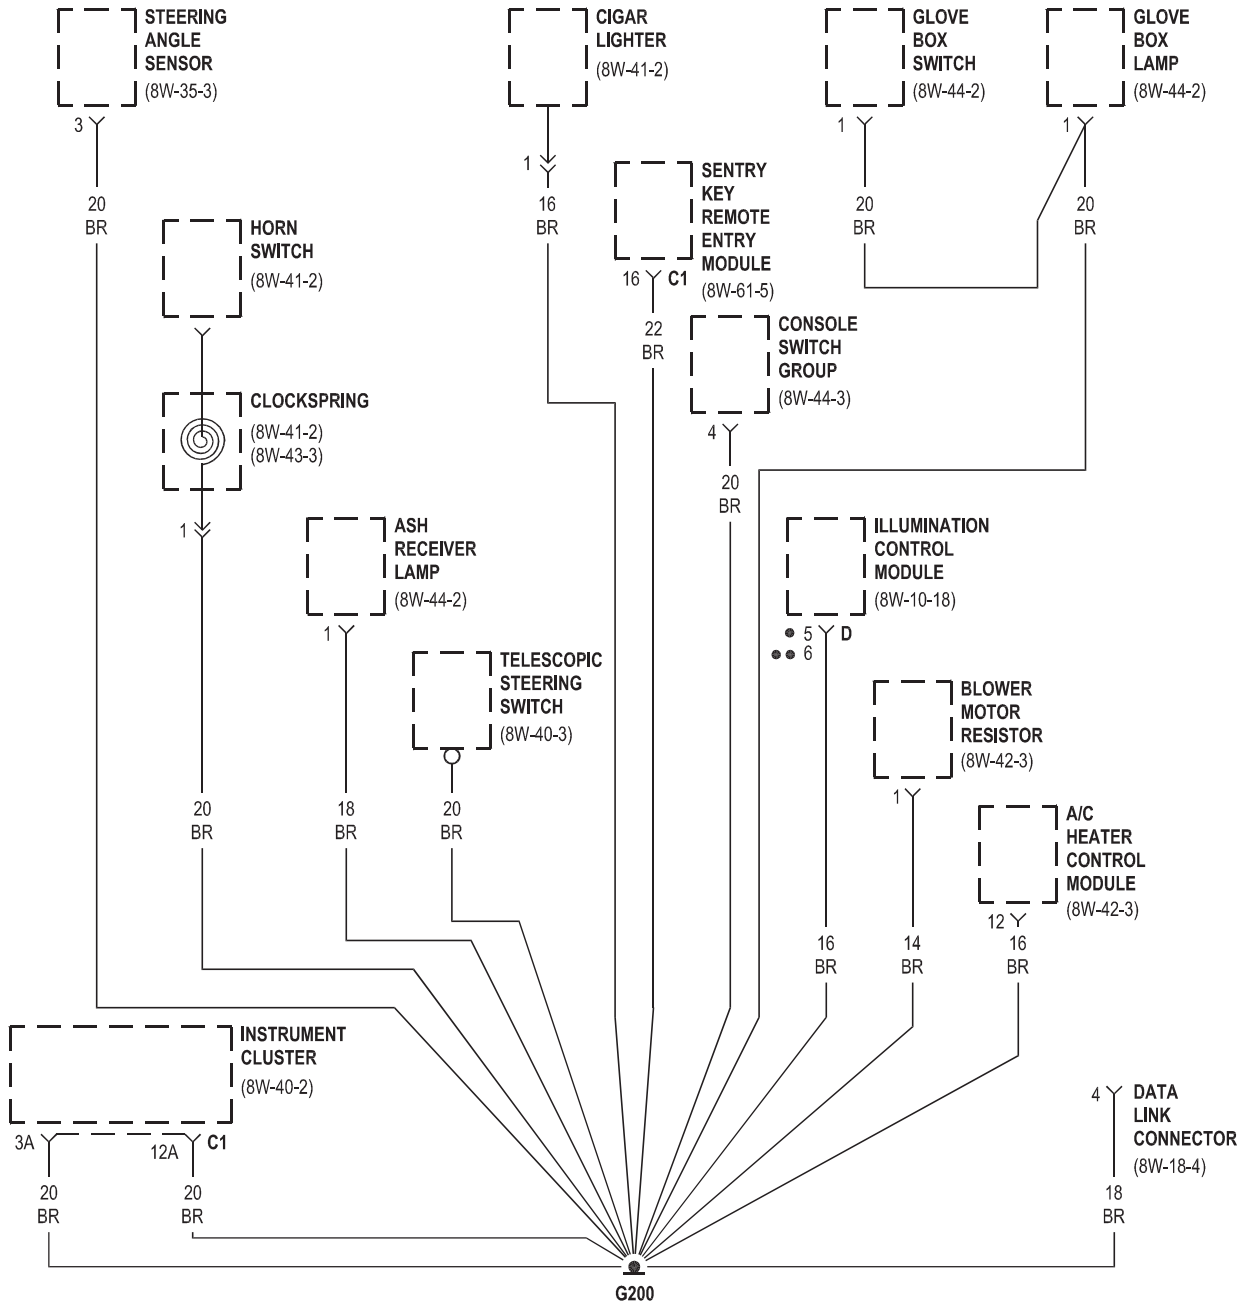 STEERING
ANGLE
SENSOR
(8W-35-3)
3
20
BR
CIGAR
LIGHTER
(8W-41-2)
1
16
BR
GLOVE
BOX
SWITCH
(8W-44-2)
1
20
BR
GLOVE
BOX
LAMP
(8W-44-2)
1
20
BR
SENTRY
KEY
REMOTE
ENTRY
MODULE
(8W-61-5)
16 C1
22
BR
HORN
SWITCH
(8W-41-2)
CLOCKSPRING
(8W-41-2)
(8W-43-3)
1
20
BR
CONSOLE
SWITCH
GROUP
(8W-44-3)
4
20
BR
ASH
RECEIVER
LAMP
(8W-44-2)
1
18
BR
TELESCOPIC
STEERING
SWITCH
(8W-40-3)
20
BR
ILLUMINATION
CONTROL
MODULE
(8W-10-18)
● 5 D
●● 6
16
BR
BLOWER
MOTOR
RESISTOR
(8W-42-3)
1
14
BR
A/C
HEATER
CONTROL
MODULE
(8W-42-3)
12
16
BR
INSTRUMENT
CLUSTER
(8W-40-2)
3A
12A C1
20
BR
20
BR
4 DATA
LINK
CONNECTOR
(8W-18-4)
18
BR
G200